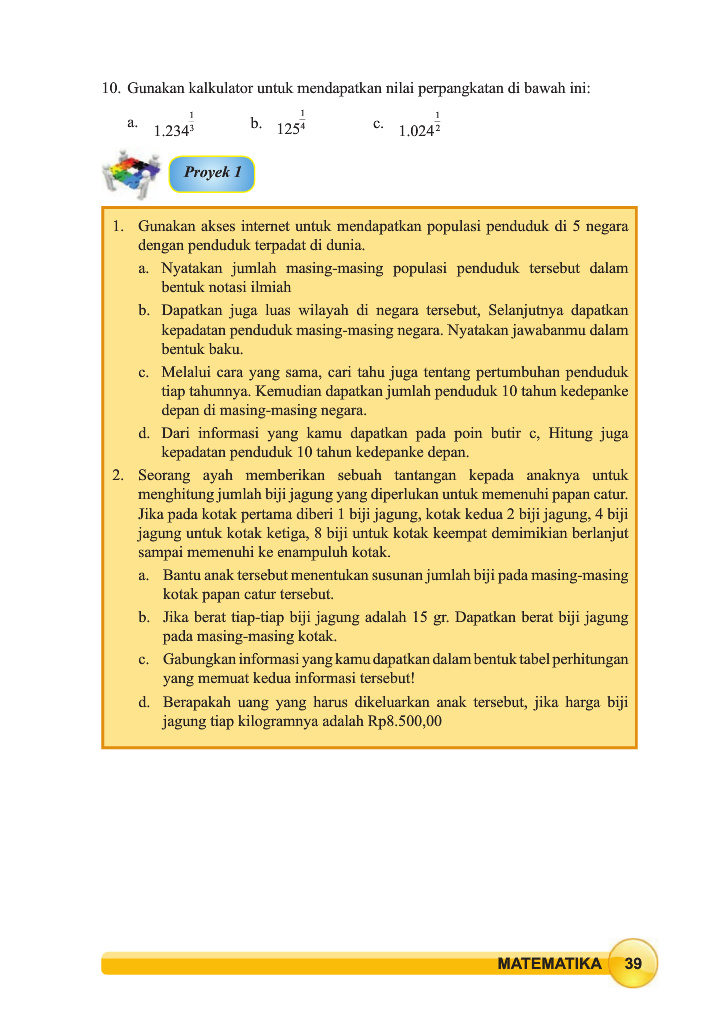 10. Gunakan kalkulator untuk mendapatkan nilai perpangkatan di bawah ini:
a. 1.234^(1/3) b. 125^(1/4) c. 1.024^(1/2)
Proyek 1
1. Gunakan akses internet untuk mendapatkan populasi penduduk di 5 negara
dengan penduduk terpadat di dunia.
a. Nyatakan jumlah masing-masing populasi penduduk tersebut dalam
bentuk notasi ilmiah
b. Dapatkan juga luas wilayah di negara tersebut, Selanjutnya dapatkan
kepadatan penduduk masing-masing negara. Nyatakan jawabanmu dalam
bentuk baku.
c. Melalui cara yang sama, cari tahu juga tentang pertumbuhan penduduk
tiap tahunnya. Kemudian dapatkan jumlah penduduk 10 tahun kedepanke
depan di masing-masing negara.
d. Dari informasi yang kamu dapatkan pada poin butir c, Hitung juga
kepadatan penduduk 10 tahun kedepanke depan.
2. Seorang ayah memberikan sebuah tantangan kepada anaknya untuk
menghitung jumlah biji jagung yang diperlukan untuk memenuhi papan catur.
Jika pada kotak pertama diberi 1 biji jagung, kotak kedua 2 biji jagung, 4 biji
jagung untuk kotak ketiga, 8 biji untuk kotak keempat demimikian berlanjut
sampai memenuhi ke enampuluh kotak.
a. Bantu anak tersebut menentukan susunan jumlah biji pada masing-masing
kotak papan catur tersebut.
b. Jika berat tiap-tiap biji jagung adalah 15 gr. Dapatkan berat biji jagung
pada masing-masing kotak.
c. Gabungkan informasi yang kamu dapatkan dalam bentuk tabel perhitungan
yang memuat kedua informasi tersebut!
d. Berapakah uang yang harus dikeluarkan anak tersebut, jika harga biji
jagung tiap kilogramnya adalah Rp8.500,00
MATEMATIKA 39